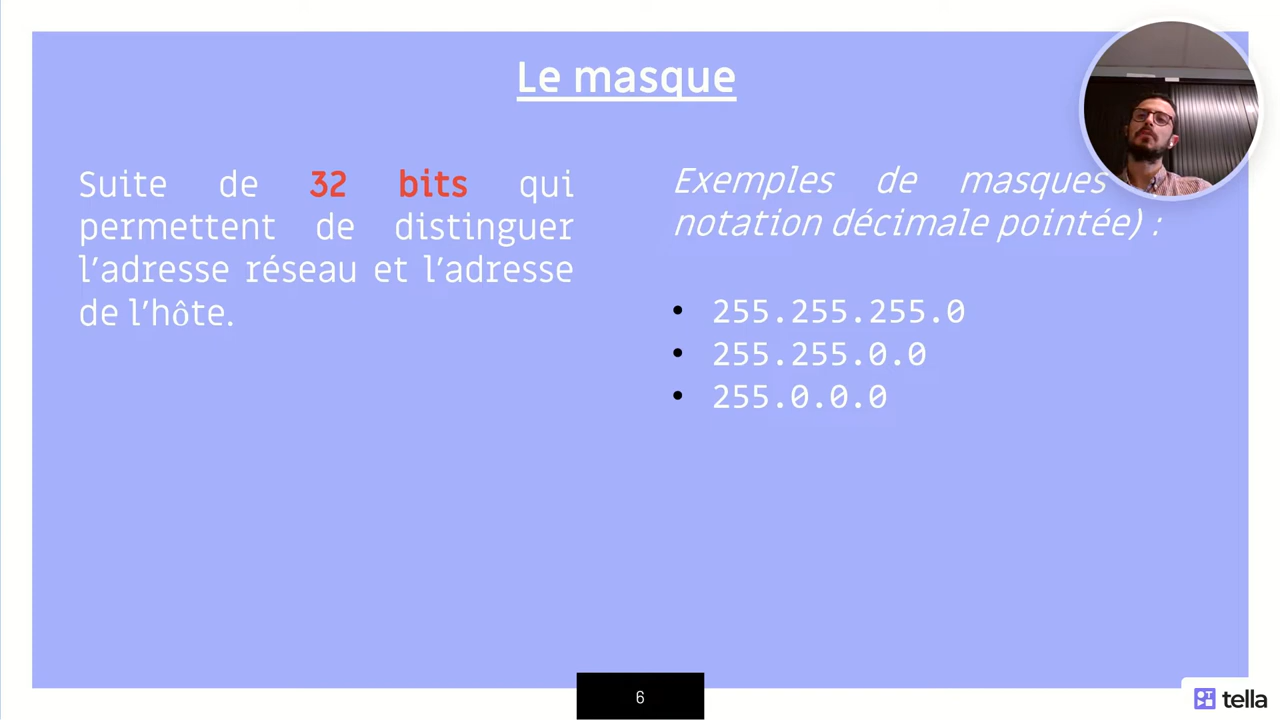 Le masque
Suite de 32 bits qui
permettent de distinguer
l'adresse réseau et l'adresse
de l'hôte.
Exemples de masques
notation décimale pointée) :
• 255.255.255.0
• 255.255.0.0
• 255.0.0.0
6
tella